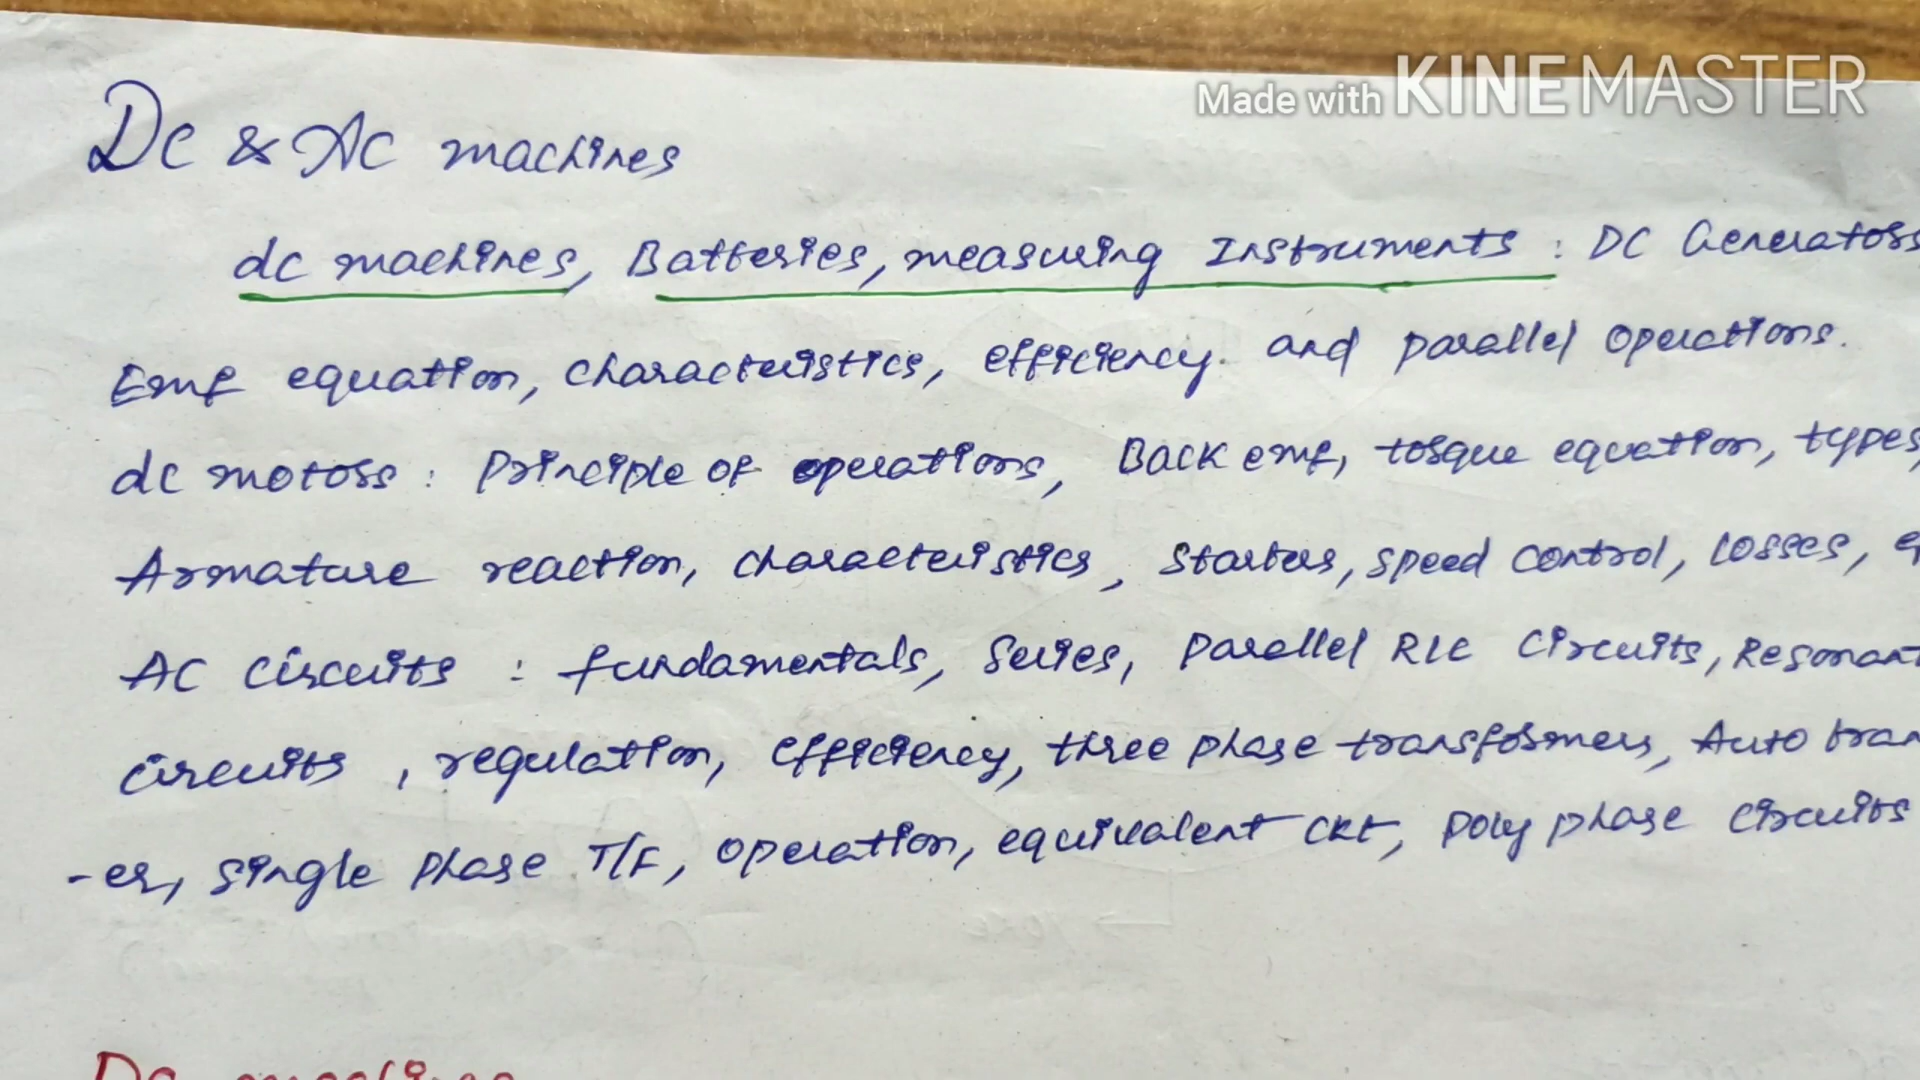 Made with KINEMASTER
DC & AC machines
dc machines, Batteries, measuring Instruments : DC Generators
Emf equation, characteristics, efficiency. and parallel operations.
dc motors : Principle of operations, Back emf, torque equation, types,
Armature reaction, characteristics, starters, speed control, losses,
AC circuits : fundamentals, Series, Parallel RLC circuits, Resonant
circuits, regulation, efficiency, three phase transformers, Auto tran
-er, single phase T/F, operation, equivalent CKt, poly phase circuits
DC machines